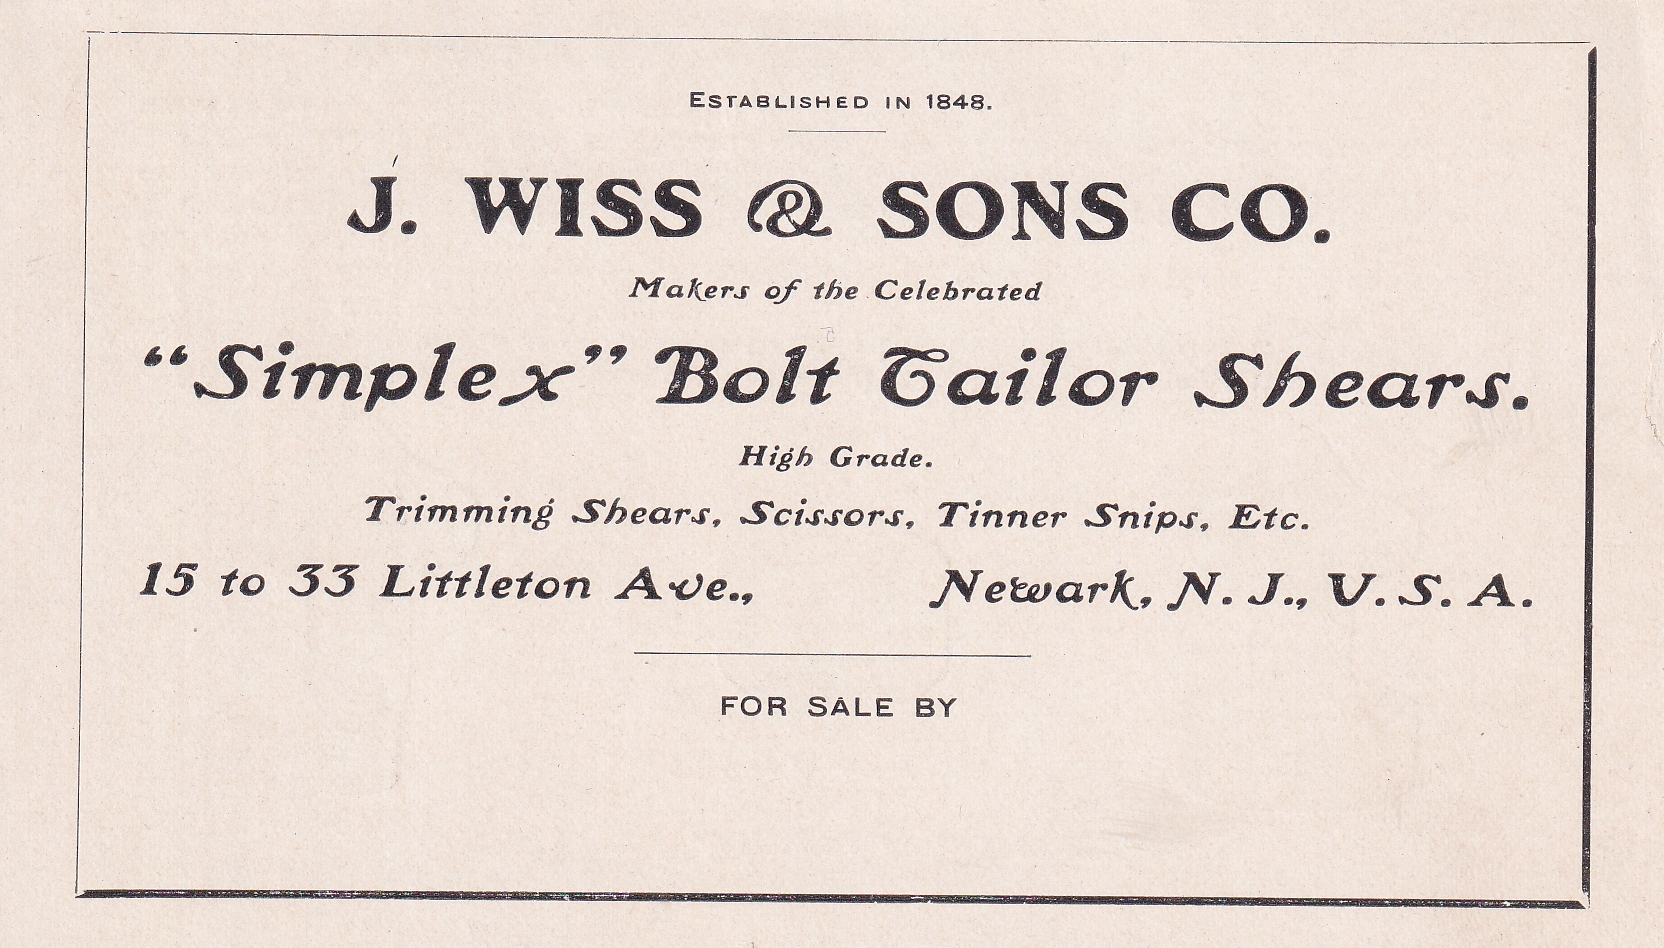 ESTABLISHED IN 1848.
J. WISS & SONS CO.
Makers of the Celebrated
“Simplex” Bolt Tailor Shears.
High Grade.
Trimming Shears, Scissors, Tinner Snips, Etc.
15 to 33 Littleton Ave., Newark, N. J., U. S. A.
FOR SALE BY